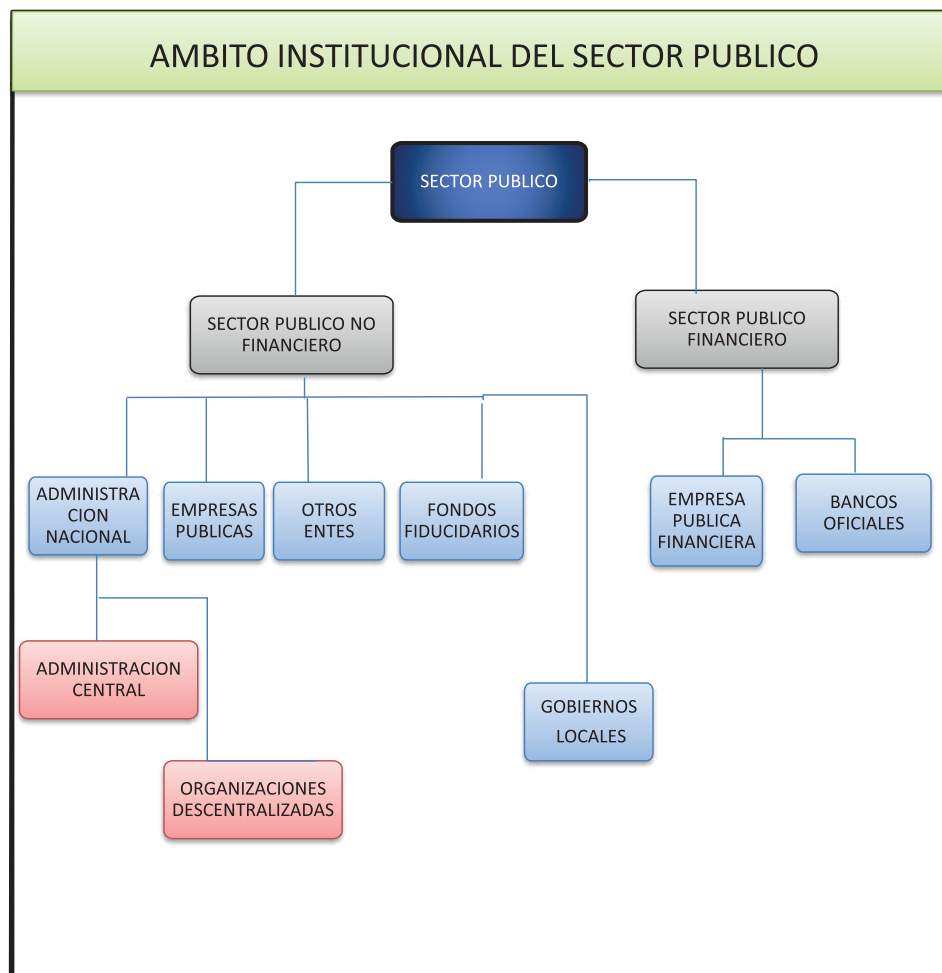 AMBITO INSTITUCIONAL DEL SECTOR PUBLICO
SECTOR PUBLICO
SECTOR PUBLICO NO
FINANCIERO
SECTOR PUBLICO
FINANCIERO
ADMINISTRA
CION
NACIONAL
EMPRESAS
PUBLICAS
OTROS
ENTES
FONDOS
FIDUCIDARIOS
EMPRESA
PUBLICA
FINANCIERA
BANCOS
OFICIALES
ADMINISTRACION
CENTRAL
GOBIERNOS
LOCALES
ORGANIZACIONES
DESCENTRALIZADAS